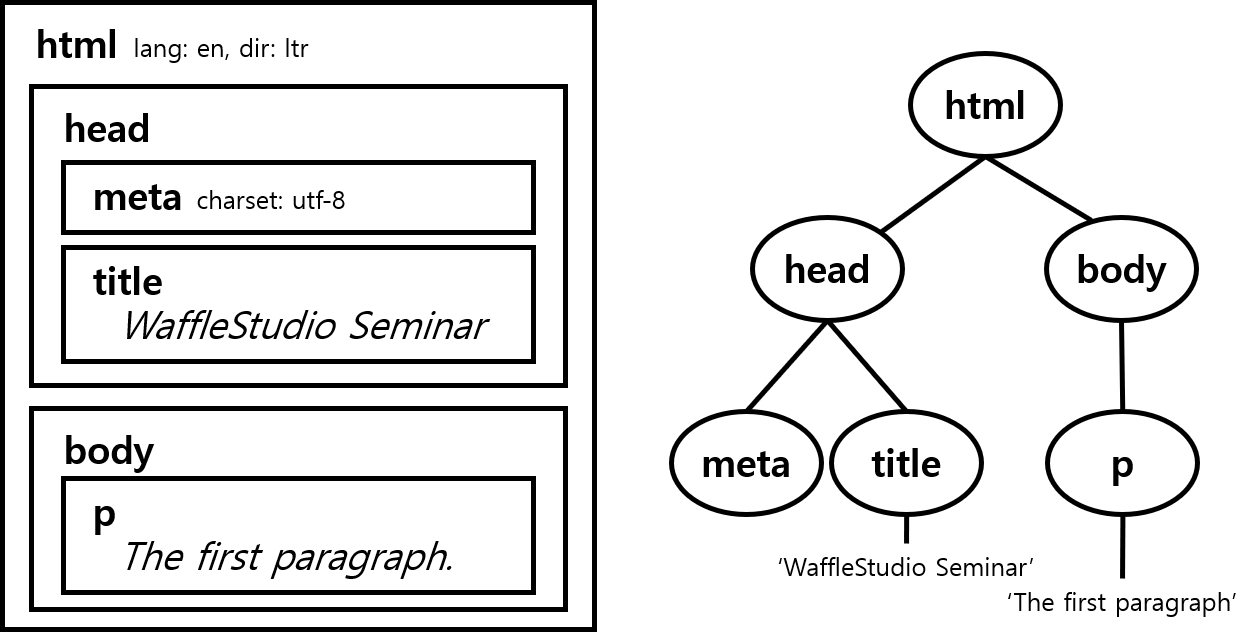 html lang: en, dir: ltr
head
meta charset: utf-8
title
WaffleStudio Seminar
body
p
The first paragraph.
html
head body
meta title p
‘WaffleStudio Seminar’
‘The first paragraph’